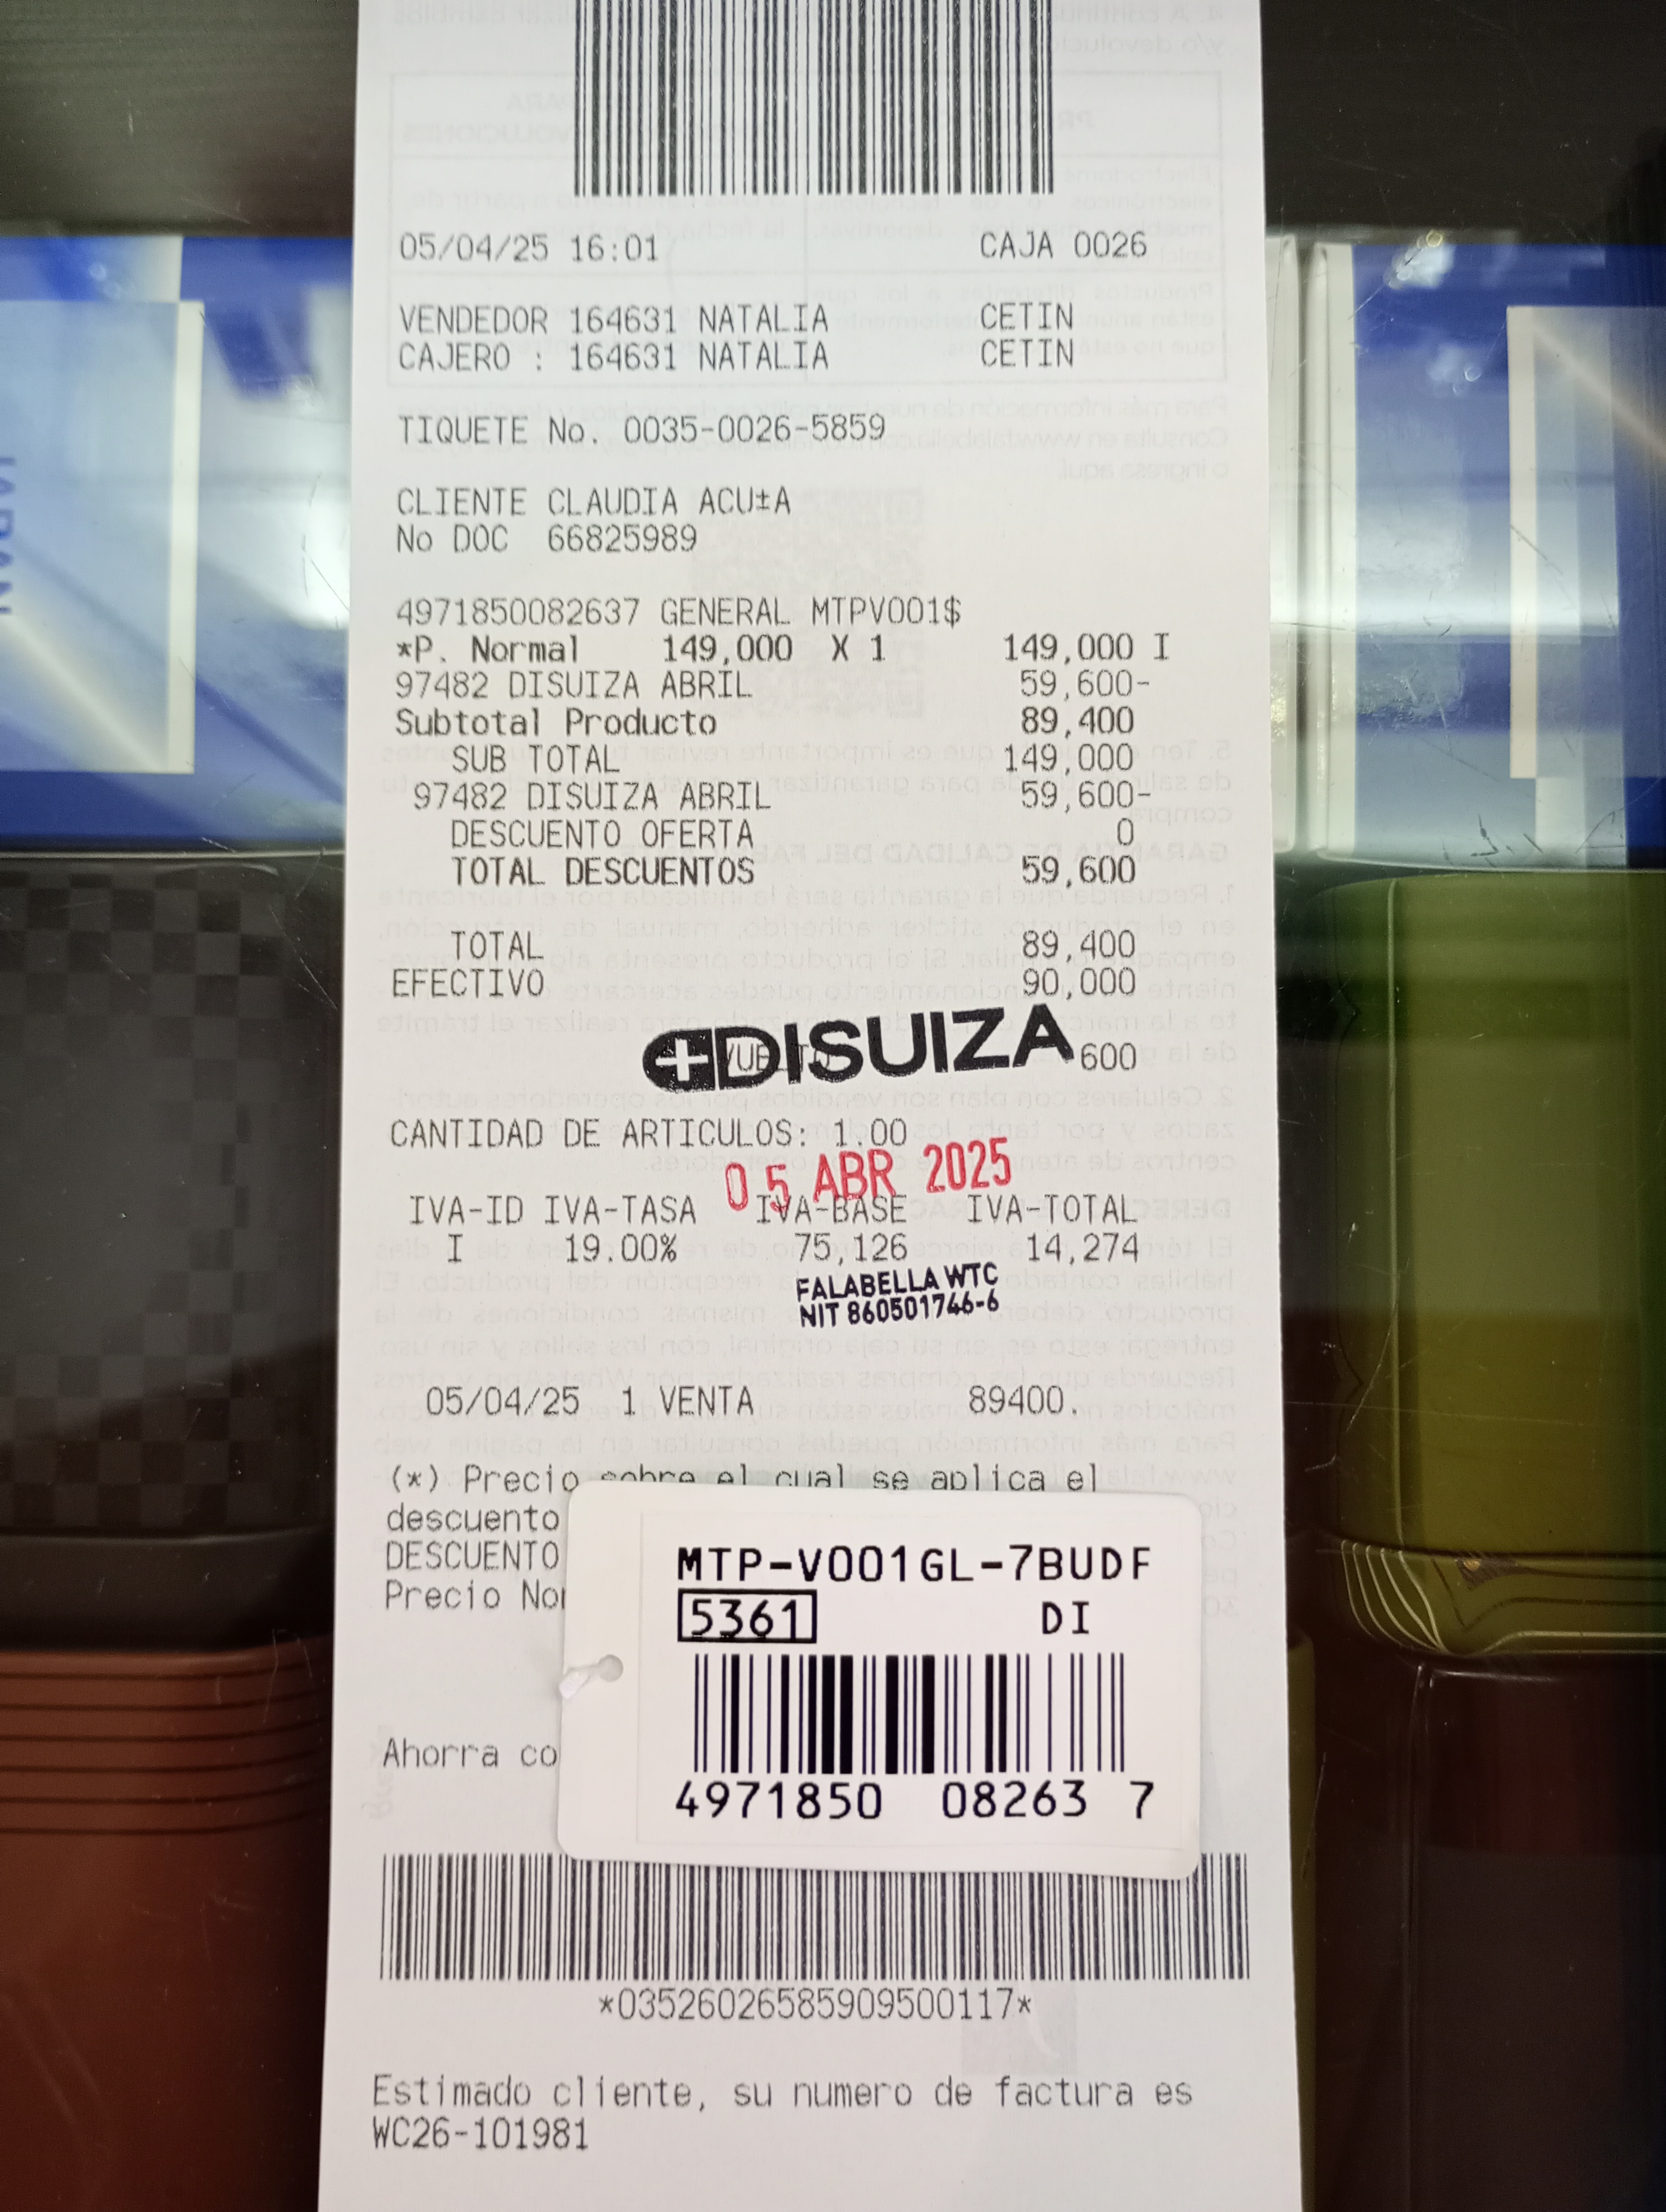 05/04/25 16:01 CAJA 0026
VENDEDOR 164631 NATALIA CETIN
CAJERO : 164631 NATALIA CETIN
TIQUETE No. 0035-0026-5859
CLIENTE CLAUDIA ACU±A
No DOC 66825989
4971850082637 GENERAL MTPV001$
*P. Normal 149,000 X 1 149,000 I
97482 DISUIZA ABRIL 59,600-
Subtotal Producto 89,400
SUB TOTAL 149,000
97482 DISUIZA ABRIL 59,600-
DESCUENTO OFERTA 0
TOTAL DESCUENTOS 59,600
TOTAL 89,400
EFECTIVO 90,000
DISUIZA 600
CANTIDAD DE ARTICULOS: 1.00
05 ABR 2025
IVA-ID IVA-TASA IVA-BASE IVA-TOTAL
I 19.00% 75,126 14,274
FALABELLA WTC
NIT 860501746-6
05/04/25 1 VENTA 89400.
(*) Precio sobre el cual se aplica el
descuento
DESCUENTO
Precio
MTP-V001GL-7BUDF
5361 DI
4971850 08263 7
Ahorra
*03526026585909500117*
Estimado cliente, su numero de factura es
WC26-101981